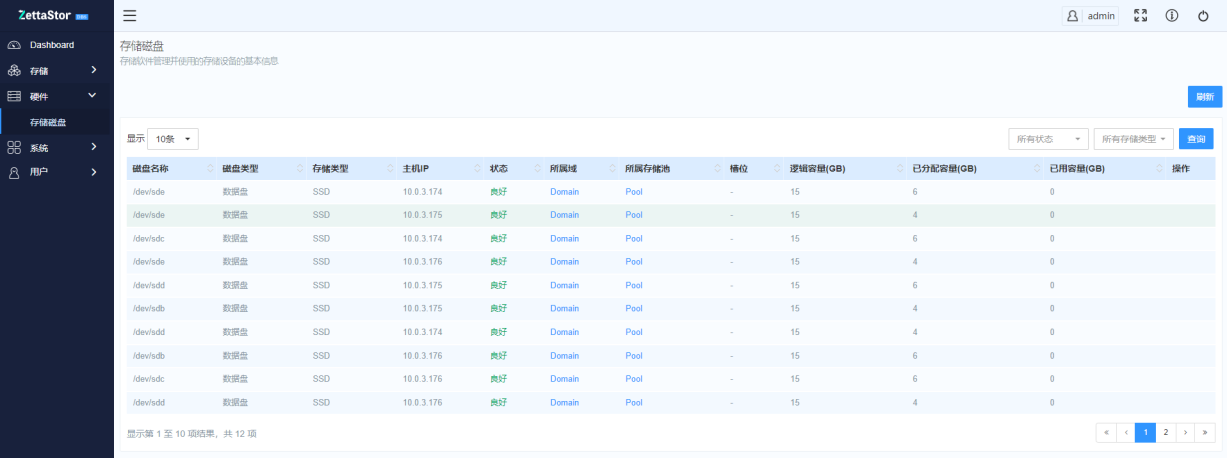 ZettaStor
admin
Dashboard
存储
硬件
存储磁盘
系统
用户
存储磁盘
存储软件管理并使用的存储设备的基本信息
刷新
显示 10条 所有状态 所有存储类型 查询
磁盘名称 磁盘类型 存储类型 主机IP 状态 所属域 所属存储池 槽位 逻辑容量(GB) 已分配容量(GB) 已用容量(GB) 操作
/dev/sde 数据盘 SSD 10.0.3.174 良好 Domain Pool - 15 6 0
/dev/sde 数据盘 SSD 10.0.3.175 良好 Domain Pool - 15 4 0
/dev/sdc 数据盘 SSD 10.0.3.174 良好 Domain Pool - 15 6 0
/dev/sde 数据盘 SSD 10.0.3.176 良好 Domain Pool - 15 4 0
/dev/sdd 数据盘 SSD 10.0.3.175 良好 Domain Pool - 15 6 0
/dev/sdb 数据盘 SSD 10.0.3.175 良好 Domain Pool - 15 4 0
/dev/sdd 数据盘 SSD 10.0.3.174 良好 Domain Pool - 15 4 0
/dev/sdb 数据盘 SSD 10.0.3.176 良好 Domain Pool - 15 6 0
/dev/sdc 数据盘 SSD 10.0.3.176 良好 Domain Pool - 15 6 0
/dev/sdd 数据盘 SSD 10.0.3.176 良好 Domain Pool - 15 4 0
显示第 1 至 10 项结果，共 12 项
« ‹ 1 2 › »